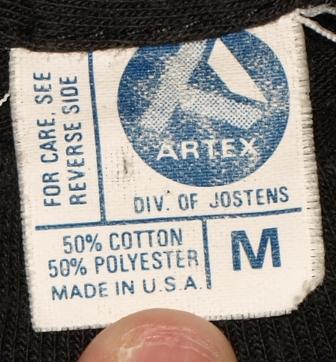 FOR CARE, SEE
REVERSE SIDE
ARTEX
DIV. OF JOSTENS
50% COTTON
50% POLYESTER
MADE IN U.S.A.
M